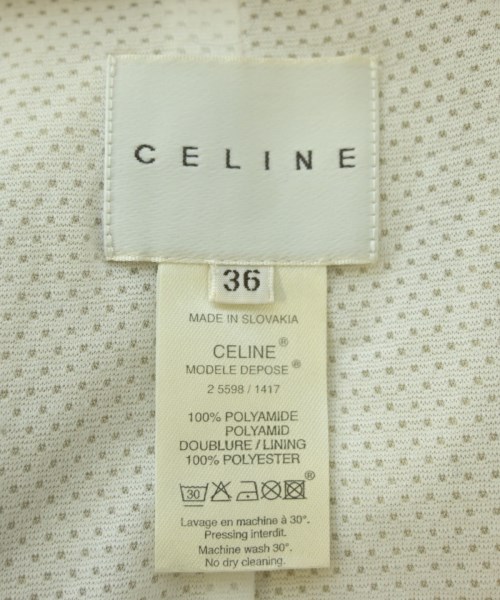 CELINE
36
MADE IN SLOVAKIA
CELINE®
MODELE DEPOSE®
2 5598 / 1417
100% POLYAMIDE
POLYAMID
DOUBLURE / LINING
100% POLYESTER
30
®
Lavage en machine à 30°.
Pressing interdit.
Machine wash 30°.
No dry cleaning.